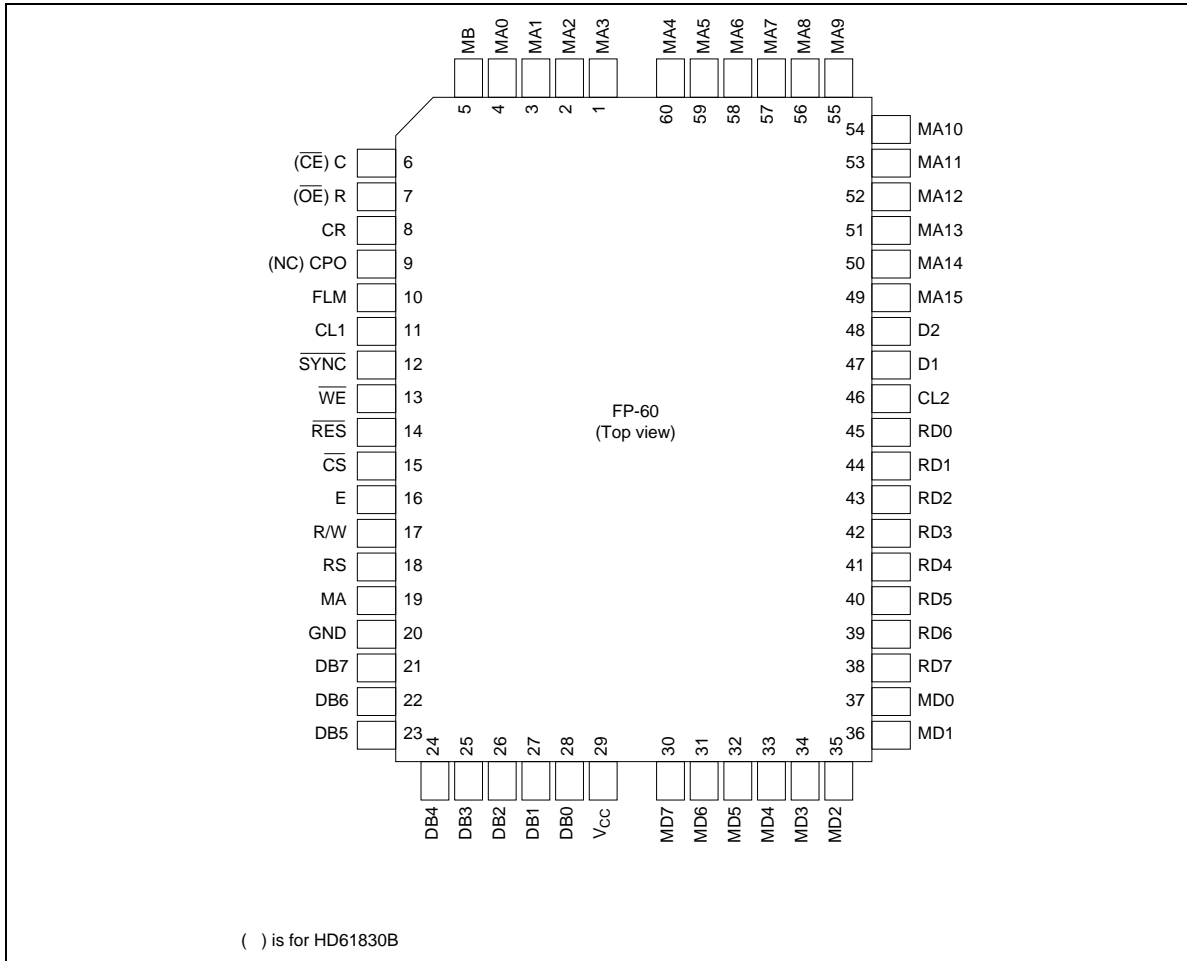 MB MA0 MA1 MA2 MA3 MA4 MA5 MA6 MA7 MA8 MA9
5 4 3 2 1 60 59 58 57 56 55
54 MA10
(C̅E̅) C 6 53 MA11
(O̅E̅) R 7 52 MA12
CR 8 51 MA13
(NC) CPO 9 50 MA14
FLM 10 49 MA15
CL1 11 48 D2
S̅Y̅N̅C̅ 12 47 D1
W̅E̅ 13 46 CL2
FP-60
(Top view)
R̅E̅S̅ 14 45 RD0
C̅S̅ 15 44 RD1
E 16 43 RD2
R/W 17 42 RD3
RS 18 41 RD4
MA 19 40 RD5
GND 20 39 RD6
DB7 21 38 RD7
DB6 22 37 MD0
DB5 23 36 MD1
24 25 26 27 28 29 30 31 32 33 34 35
DB4 DB3 DB2 DB1 DB0 VCC MD7 MD6 MD5 MD4 MD3 MD2
( ) is for HD61830B